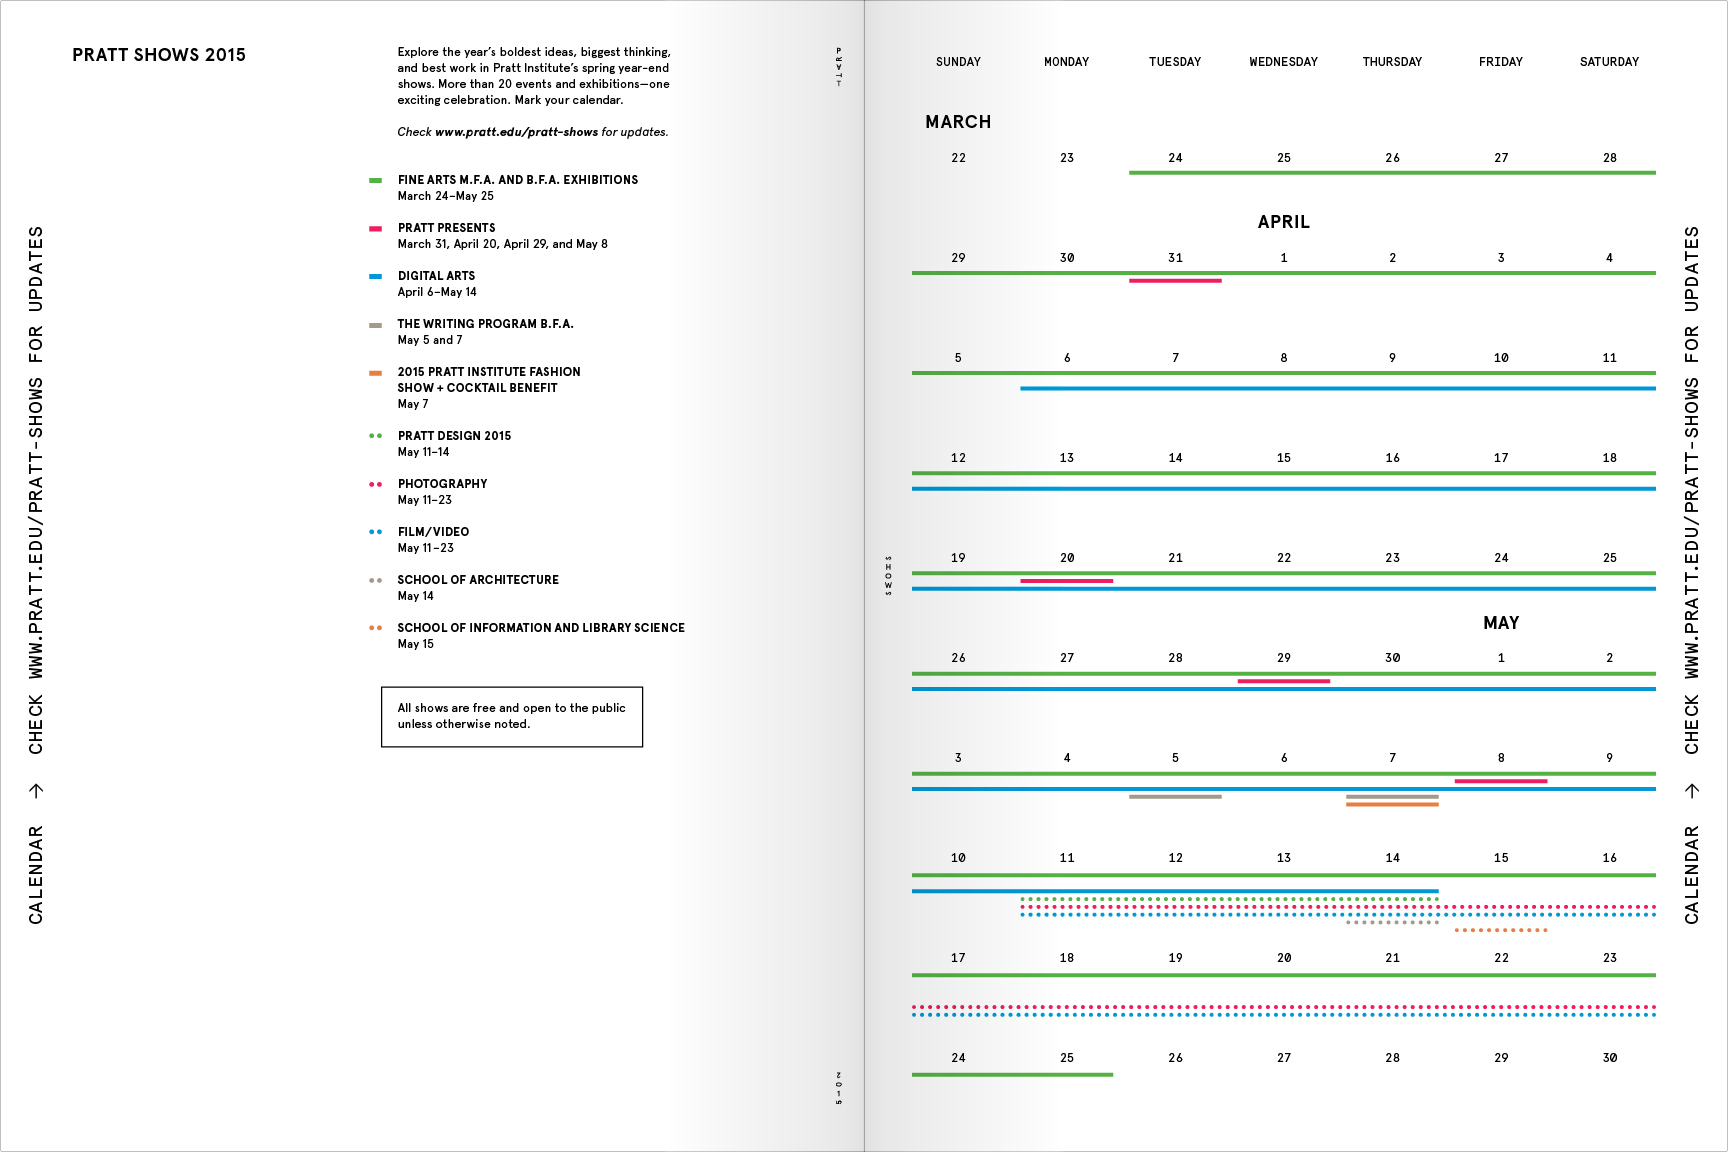 PRATT SHOWS 2015
Explore the year’s boldest ideas, biggest thinking,
and best work in Pratt Institute’s spring year-end
shows. More than 20 events and exhibitions—one
exciting celebration. Mark your calendar.
Check www.pratt.edu/pratt-shows for updates.
FINE ARTS M.F.A. AND B.F.A. EXHIBITIONS
March 24–May 25
PRATT PRESENTS
March 31, April 20, April 29, and May 8
DIGITAL ARTS
April 6–May 14
THE WRITING PROGRAM B.F.A.
May 5 and 7
2015 PRATT INSTITUTE FASHION
SHOW + COCKTAIL BENEFIT
May 7
PRATT DESIGN 2015
May 11–14
PHOTOGRAPHY
May 11–23
FILM/VIDEO
May 11–23
SCHOOL OF ARCHITECTURE
May 14
SCHOOL OF INFORMATION AND LIBRARY SCIENCE
May 15
All shows are free and open to the public
unless otherwise noted.
CALENDAR → CHECK WWW.PRATT.EDU/PRATT-SHOWS FOR UPDATES
PRATT
2015
SHOWS
SUNDAY MONDAY TUESDAY WEDNESDAY THURSDAY FRIDAY SATURDAY
MARCH
22 23 24 25 26 27 28
APRIL
29 30 31 1 2 3 4
5 6 7 8 9 10 11
12 13 14 15 16 17 18
19 20 21 22 23 24 25
MAY
26 27 28 29 30 1 2
3 4 5 6 7 8 9
10 11 12 13 14 15 16
17 18 19 20 21 22 23
24 25 26 27 28 29 30
CALENDAR → CHECK WWW.PRATT.EDU/PRATT-SHOWS FOR UPDATES